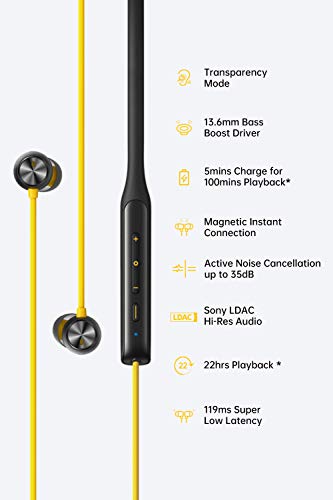 Transparency
Mode
13.6mm Bass
Boost Driver
5mins Charge for
100mins Playback*
Magnetic Instant
Connection
Active Noise Cancellation
up to 35dB
LDAC
Sony LDAC
Hi-Res Audio
22
22hrs Playback *
119ms Super
Low Latency